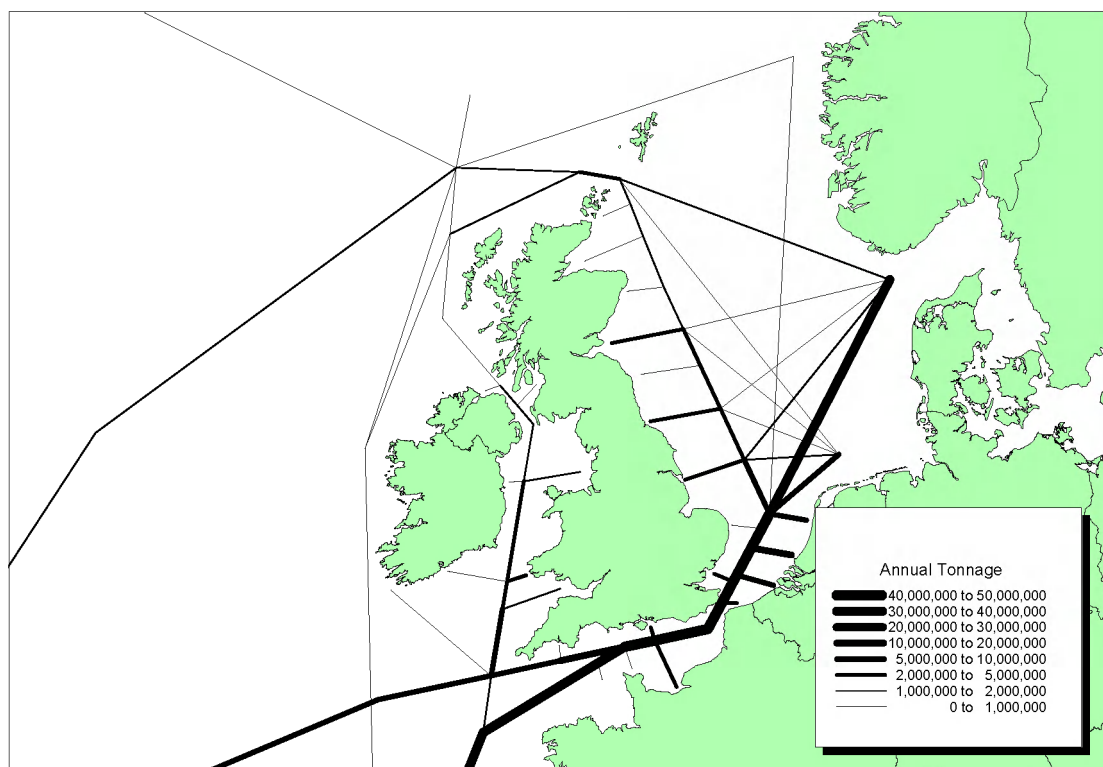 Annual Tonnage
40,000,000 to 50,000,000
30,000,000 to 40,000,000
20,000,000 to 30,000,000
10,000,000 to 20,000,000
5,000,000 to 10,000,000
2,000,000 to 5,000,000
1,000,000 to 2,000,000
0 to 1,000,000